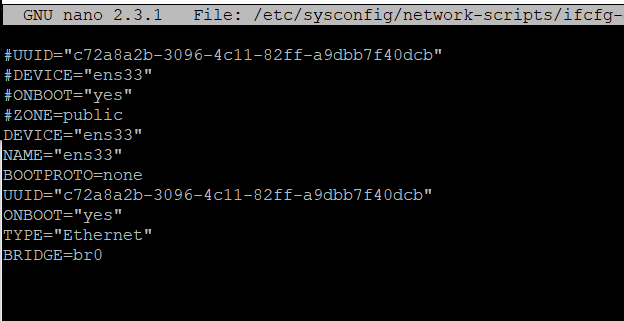 GNU nano 2.3.1   File: /etc/sysconfig/network-scripts/ifcfg-
#UUID="c72a8a2b-3096-4c11-82ff-a9dbb7f40dcb"
#DEVICE="ens33"
#ONBOOT="yes"
#ZONE=public
DEVICE="ens33"
NAME="ens33"
BOOTPROTO=none
UUID="c72a8a2b-3096-4c11-82ff-a9dbb7f40dcb"
ONBOOT="yes"
TYPE="Ethernet"
BRIDGE=br0